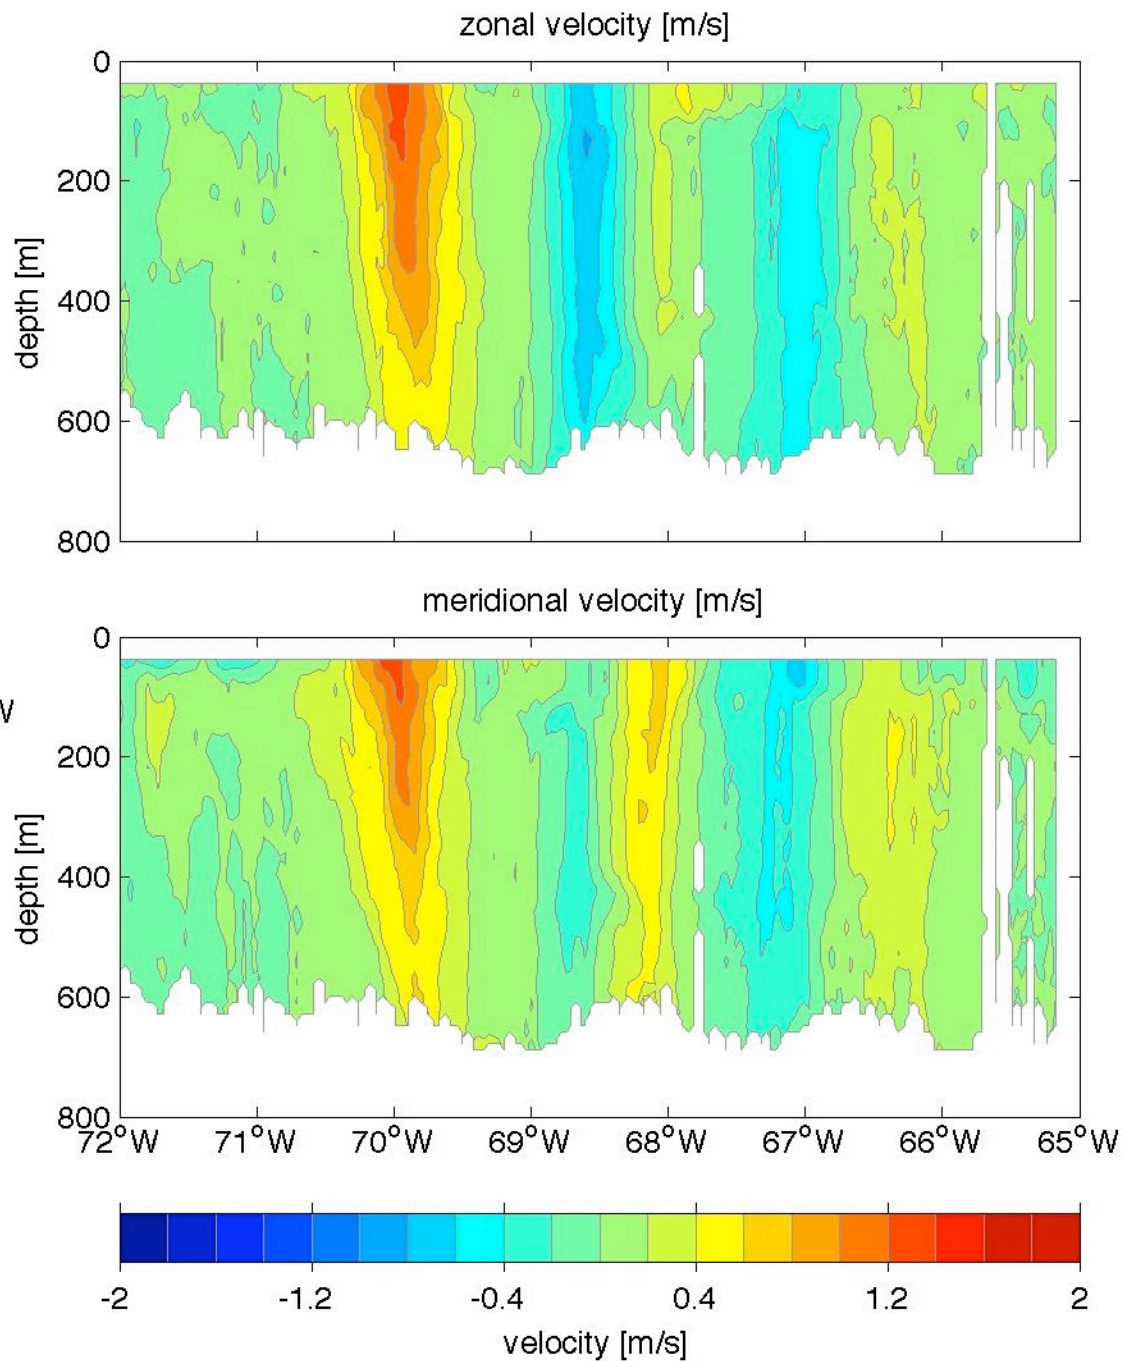 zonal velocity [m/s]
0
200
400
600
800
depth [m]
meridional velocity [m/s]
0
200
400
600
800
depth [m]
W
72°W 71°W 70°W 69°W 68°W 67°W 66°W 65°W
-2 -1.2 -0.4 0.4 1.2 2
velocity [m/s]